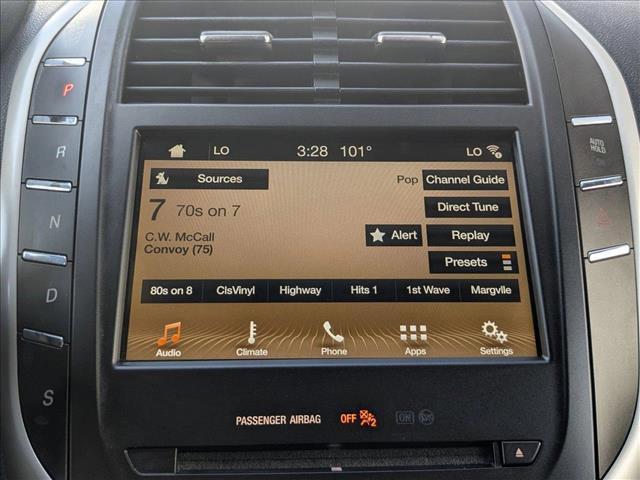 P
R
N
D
S
AUTO HOLD
LO 3:28 101° LO
Sources Pop Channel Guide
7 70s on 7 Direct Tune
C.W. McCall Alert Replay
Convoy (75)
Presets
80s on 8 ClsVinyl Highway Hits 1 1st Wave Margvlle
Audio Climate Phone Apps Settings
PASSENGER AIRBAG OFF 2 ON